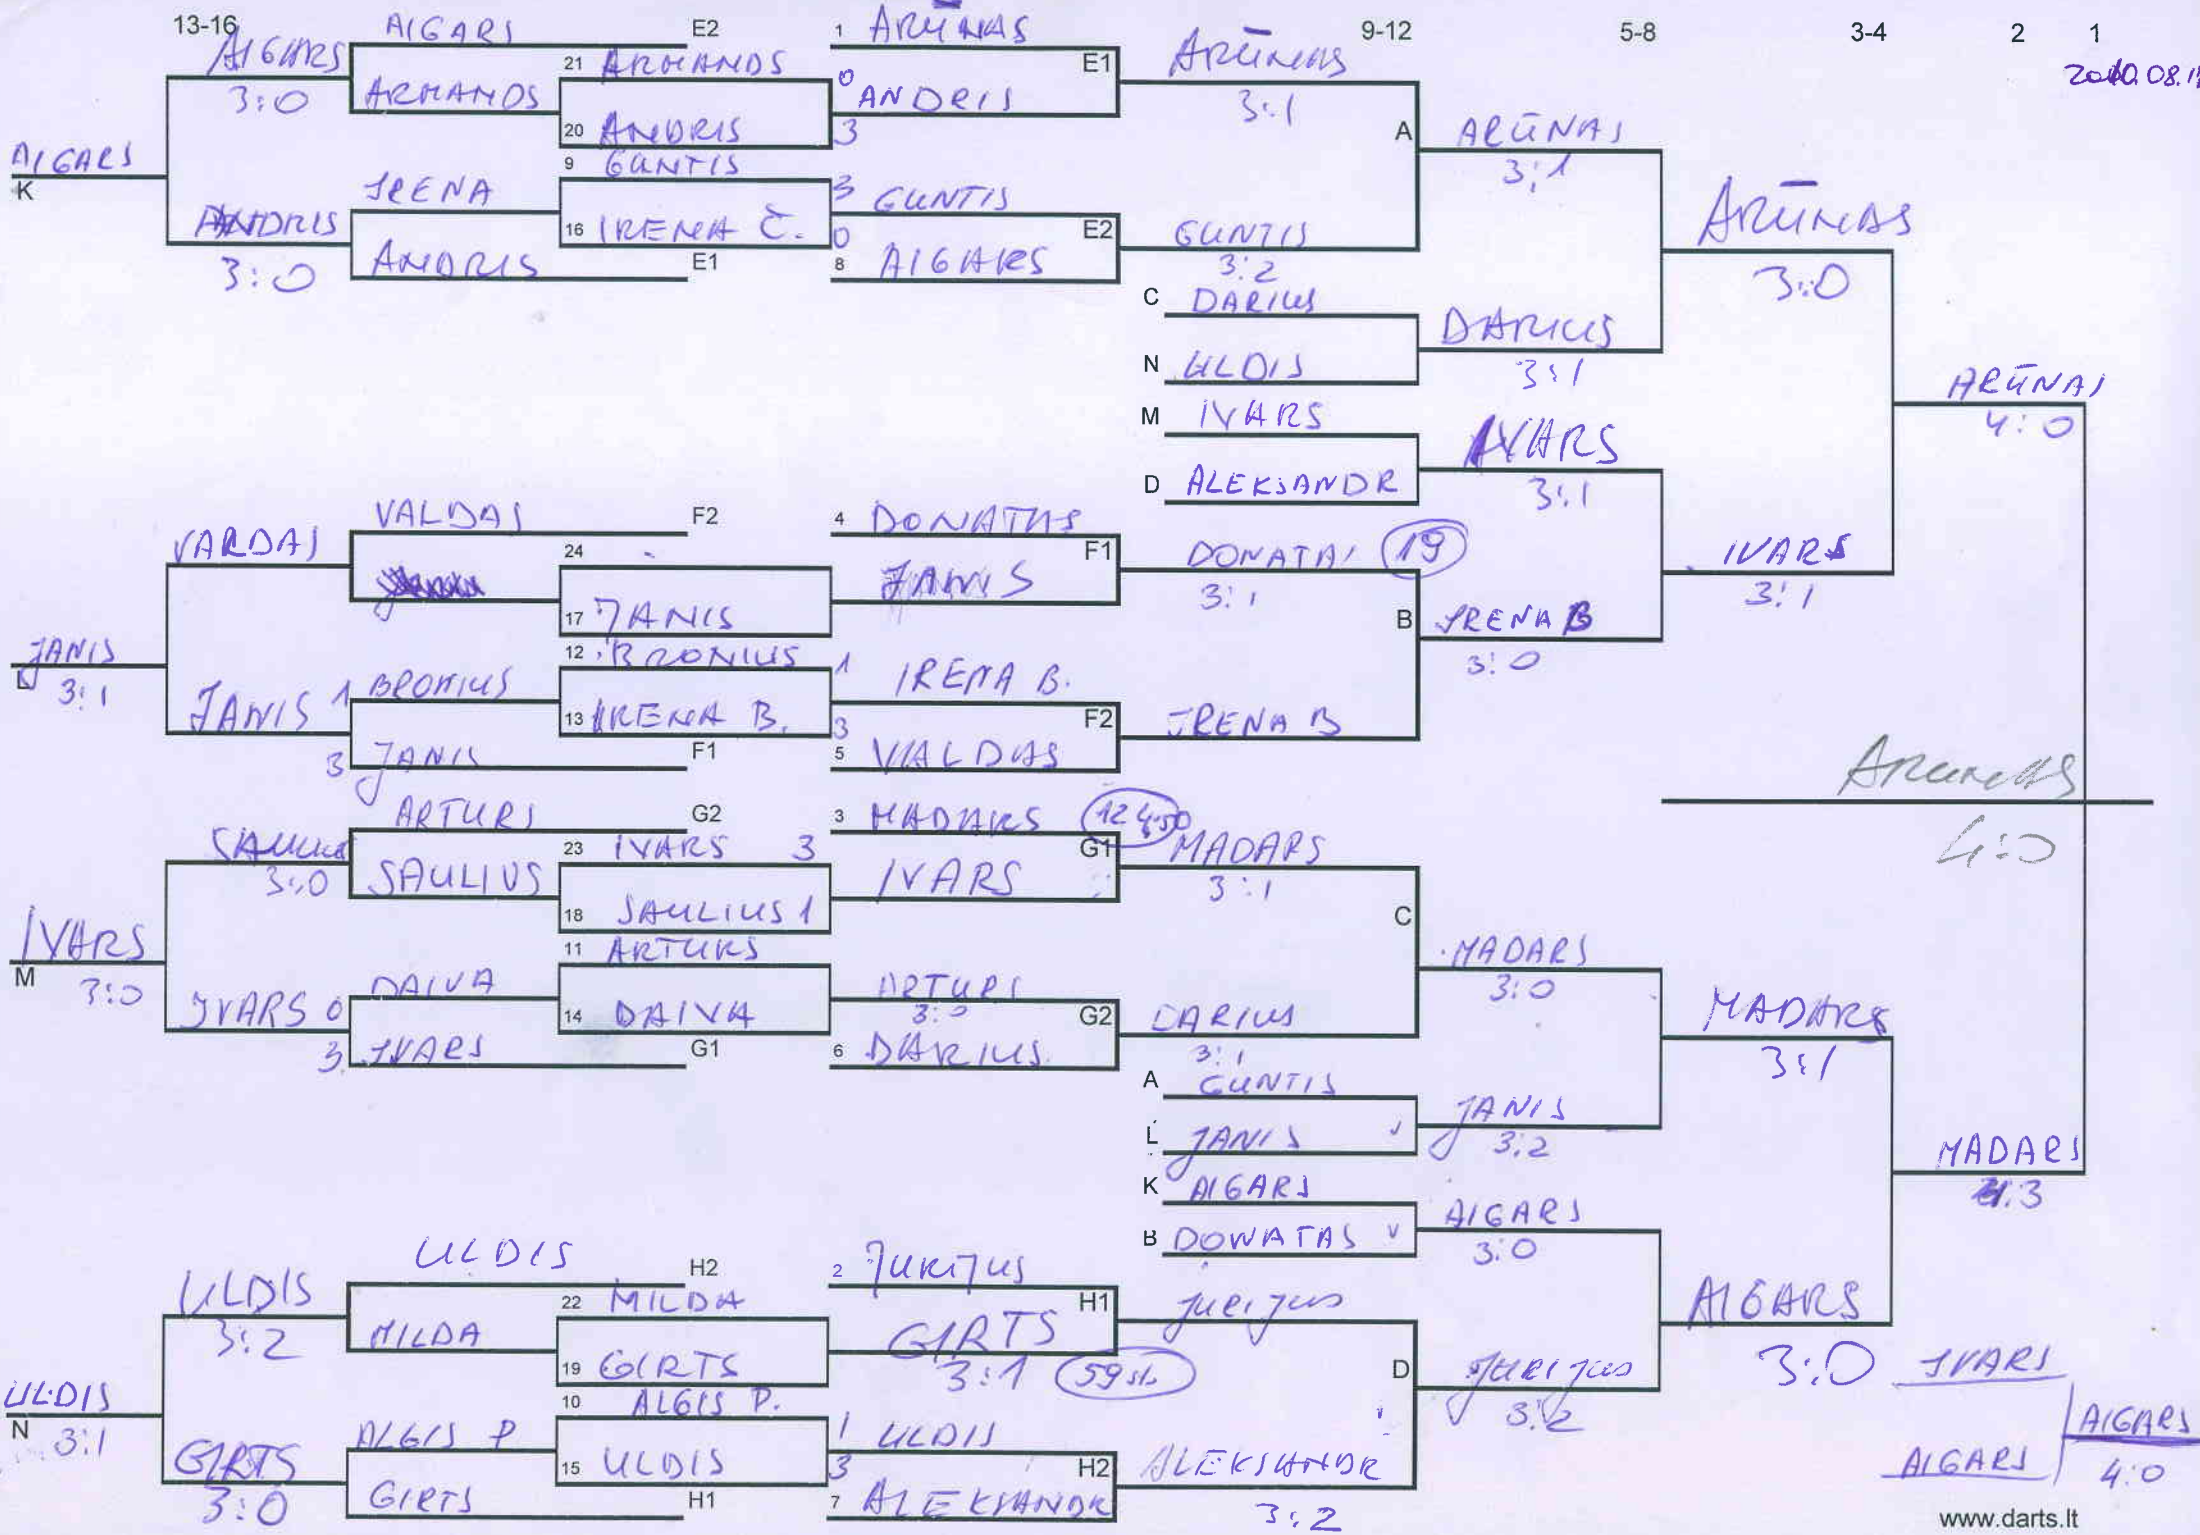 13-16 9-12 5-8 3-4 2 1
AIGARS E2 1 ARŪNAS
AIGARS 21 ARMANDS E1 ARŪNAS
3:0 ARMANDS 0 ANDRIS 3:1
20 ANDRIS 3 A ARŪNAS
AIGARS 9 GUNTIS 3:1
K IRENA 3 GUNTIS
ANDRIS 16 IRENA Č. 0 E2 GUNTIS ARŪNAS
3:0 ANDRIS E1 8 AIGARS 3:2 3:0
C DARIUS
DARIUS
N ULDIS 3:1
ARŪNAS
M IVARS 4:0
IVARS
D ALEKSANDR 3:1
VALDAS F2 4 DONATAS
VARDAS 24 F1 DONATAS 19 IVARS
JANIS 3:1 3:1
17 JANIS B IRENA B
JANIS 12 BRONIUS 1 3:0
L 3:1 BRONIUS IRENA B.
JANIS 1 13 IRENA B. 3 F2 IRENA B
3 JANIS F1 5 VALDAS
Arūnas
4:0
ARTURS G2 3 MADARS
SAULIUS 23 IVARS 3 G1 MADARS
3:0 SAULIUS IVARS 3:1
18 SAULIUS 1 C
IVARS 11 ARTURS MADARS
M 3:0 DAIVA ARTURS 3:0
IVARS 0 14 DAIVA 3:0 G2 DARIUS MADARS
3 IVARS G1 6 DARIUS 3:1 3:1
A GUNTIS
JANIS
L JANIS 3:2
MADARS
K AIGARS
AIGARS
B DONATAS 3:0
ULDIS H2 2 JURIJUS
ULDIS 22 MILDA H1 Jurijus AIGARS
3:2 MILDA GIRTS 3:0
19 GIRTS 3:1 D Jurijus IVARS
ULDIS 10 ALGIS P. 3:2
N 3:1 ALGIS P 1 ULDIS AIGARS
GIRTS 15 ULDIS 3 H2 ALEKSANDR AIGARS 4:0
3:0 GIRTS H1 7 ALEKSANDR 3:2
www.darts.lt